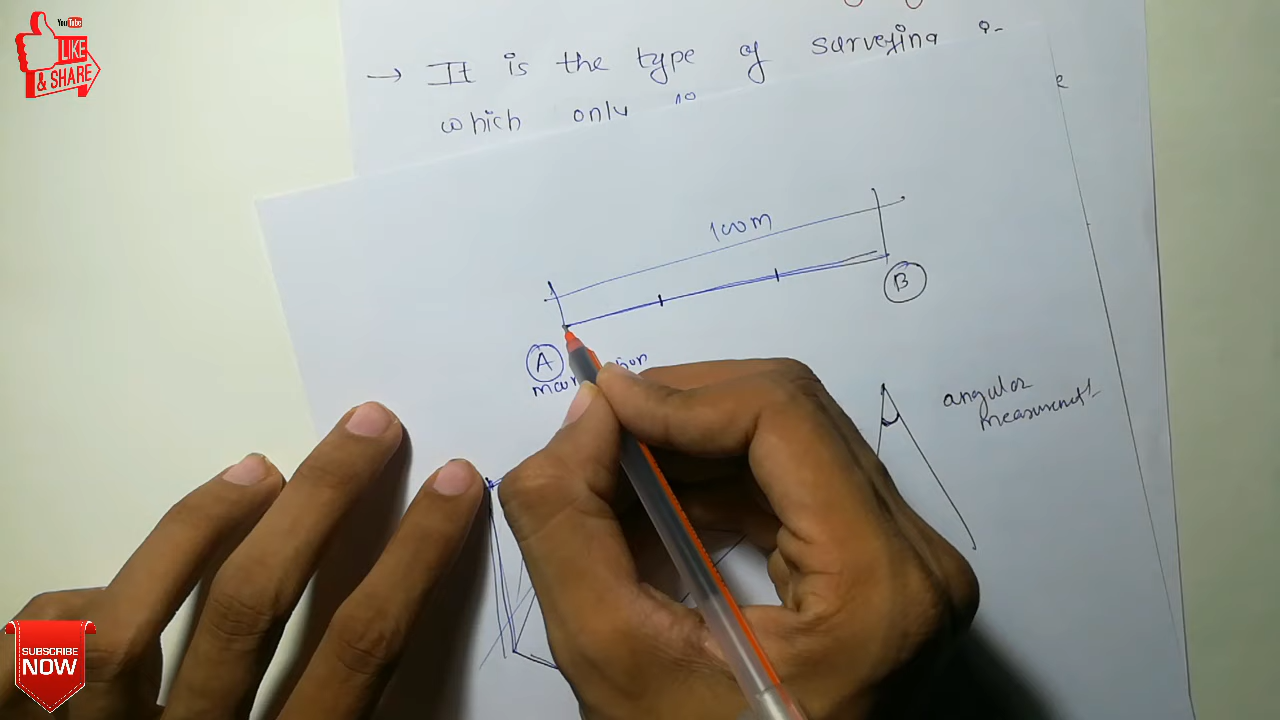 YouTube
LIKE
& SHARE
→ It is the type of surveying
which only
100m
B
A
angular
measurement
SUBSCRIBE
NOW